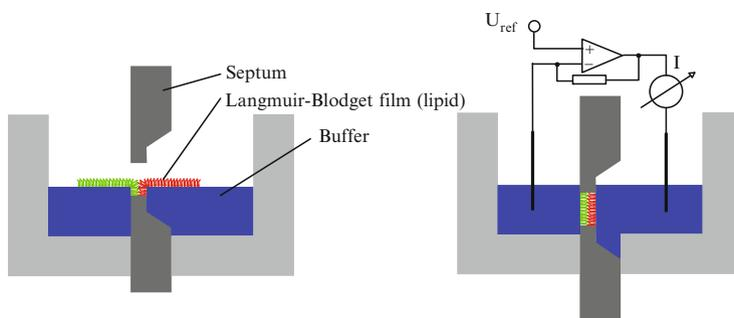 Septum
Langmuir-Blodget film (lipid)
Buffer
U_ref
+
−
I